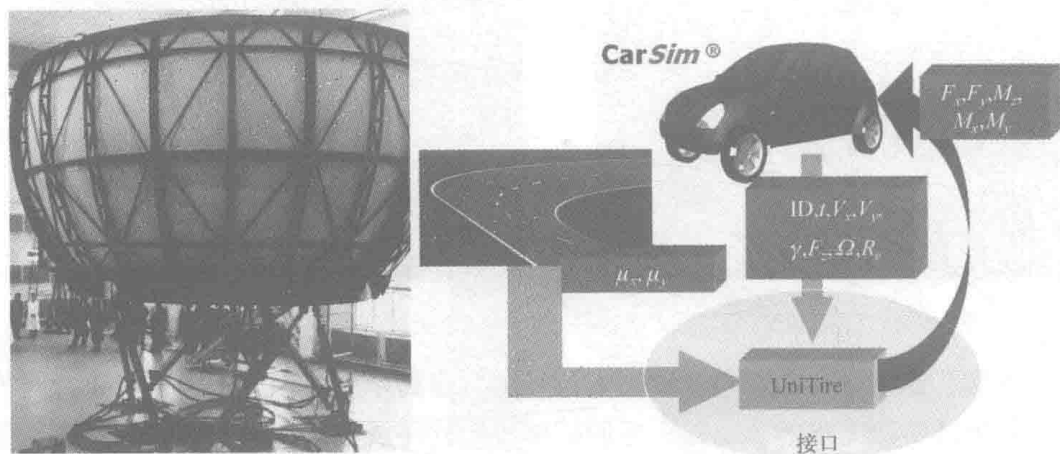 CarSim®
Fx,Fy,Mz,
Mx,My
ID,t,Vx,Vy,
γ,Fz,Ω,Re
μx,μy
UniTire
接口